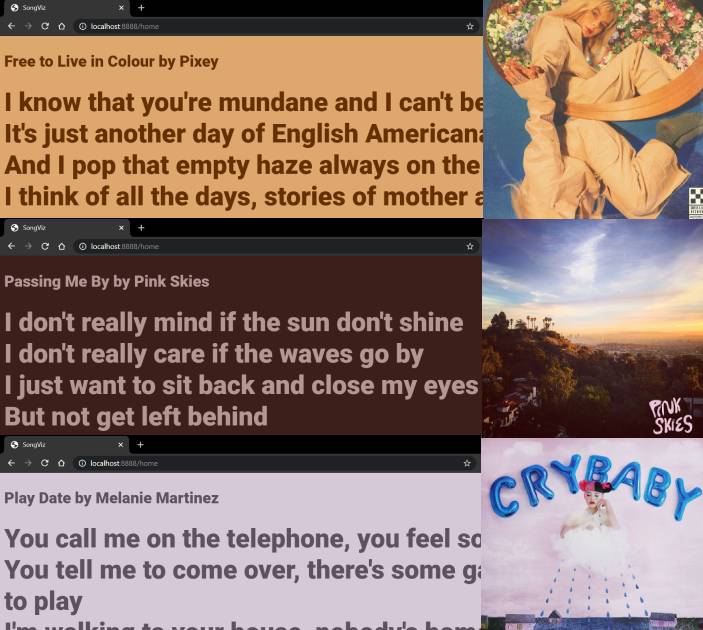 SongViz
localhost:8888/home
Free to Live in Colour by Pixey
I know that you're mundane and I can't be
It's just another day of English Americana
And I pop that empty haze always on the
I think of all the days, stories of mother a
SongViz
localhost:8888/home
Passing Me By by Pink Skies
I don't really mind if the sun don't shine
I don't really care if the waves go by
I just want to sit back and close my eyes
But not get left behind
PINK
SKIES
SongViz
localhost:8888/home
CRYBABY
Play Date by Melanie Martinez
You call me on the telephone, you feel so
You tell me to come over, there's some ga
to play
I'm walking to your house, nobody's home